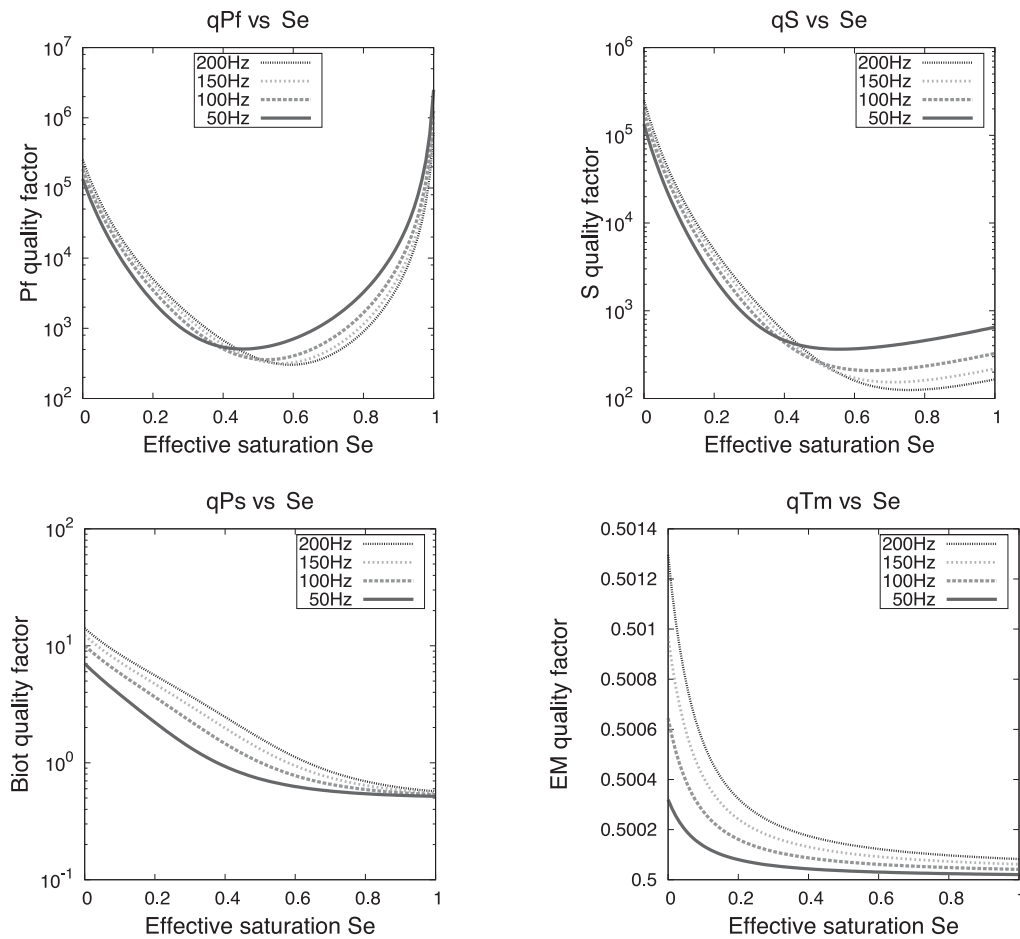 qPf vs Se
10^7
10^6
10^5
10^4
10^3
10^2
Pf quality factor
200Hz
150Hz
100Hz
50Hz
0 0.2 0.4 0.6 0.8 1
Effective saturation Se
qS vs Se
10^6
10^5
10^4
10^3
10^2
S quality factor
200Hz
150Hz
100Hz
50Hz
0 0.2 0.4 0.6 0.8 1
Effective saturation Se
qPs vs Se
10^2
10^1
10^0
10^-1
Biot quality factor
200Hz
150Hz
100Hz
50Hz
0 0.2 0.4 0.6 0.8 1
Effective saturation Se
qTm vs Se
0.5014
0.5012
0.501
0.5008
0.5006
0.5004
0.5002
0.5
EM quality factor
200Hz
150Hz
100Hz
50Hz
0 0.2 0.4 0.6 0.8 1
Effective saturation Se